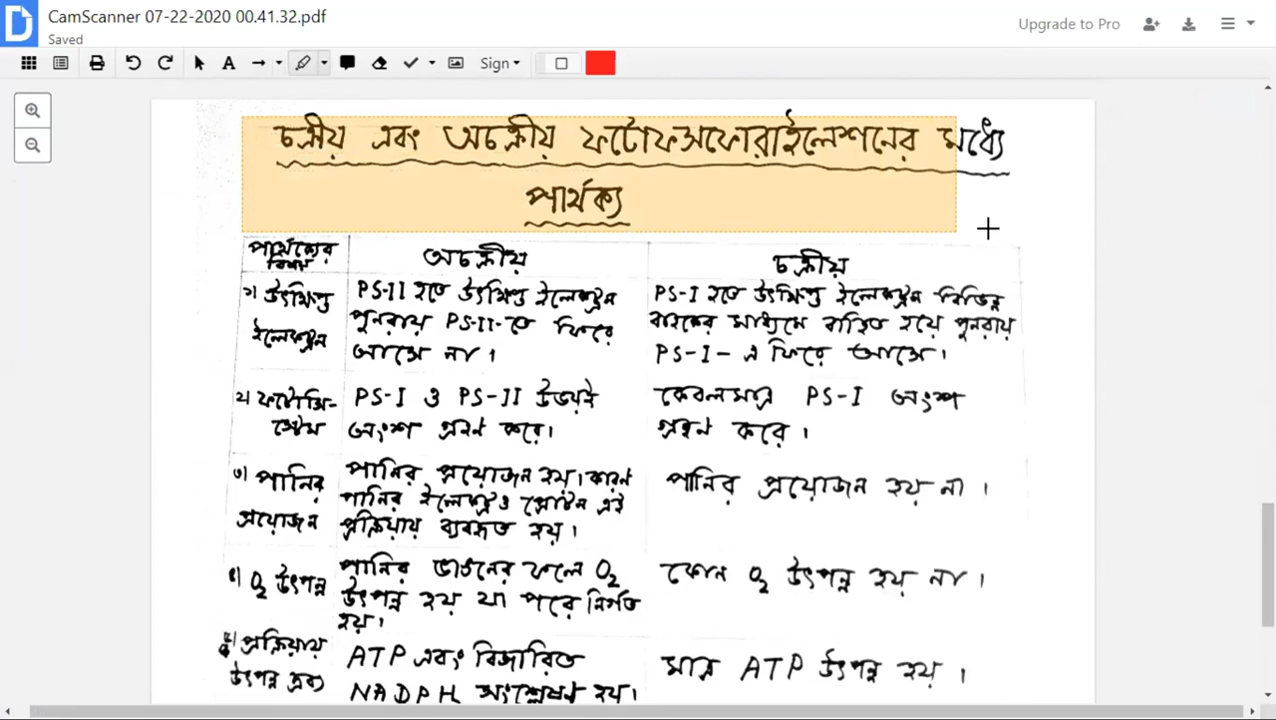 CamScanner 07-22-2020 00.41.32.pdf
Saved
Upgrade to Pro
Sign
চক্রীয় এবং অচক্রীয় ফটোফসফোরাইলেশনের মধ্যে
পার্থক্য
পার্থক্যের
বিষয়
অচক্রীয়
চক্রীয়
১) উৎক্ষিপ্ত
ইলেকট্রন
PS-II হতে উৎক্ষিপ্ত ইলেকট্রন
পুনরায় PS-II-তে ফিরে
আসে না।
PS-I হতে উৎক্ষিপ্ত ইলেকট্রন বিভিন্ন
বাহকের মাধ্যমে বাহিত হয়ে পুনরায়
PS-I-এ ফিরে আসে।
২) ফটোসি-
স্টেম
PS-I ও PS-II উভয়ই
অংশ গ্রহণ করে।
কেবলমাত্র PS-I অংশ
গ্রহণ করে।
৩) পানির
প্রয়োজন
পানির প্রয়োজন হয়। কারণ
পানির ইলেকট্রন ও প্রোটন এই
প্রক্রিয়ায় ব্যবহৃত হয়।
পানির প্রয়োজন হয় না।
৪) O₂ উৎপন্ন
পানির ভাঙনের ফলে O₂
উৎপন্ন হয় যা পরে নির্গত
হয়।
কোন O₂ উৎপন্ন হয় না।
৫) প্রক্রিয়ায়
উৎপন্ন দ্রব্য
ATP এবং বিজারিত
NADPH সংশ্লেষণ হয়।
মাত্র ATP উৎপন্ন হয়।